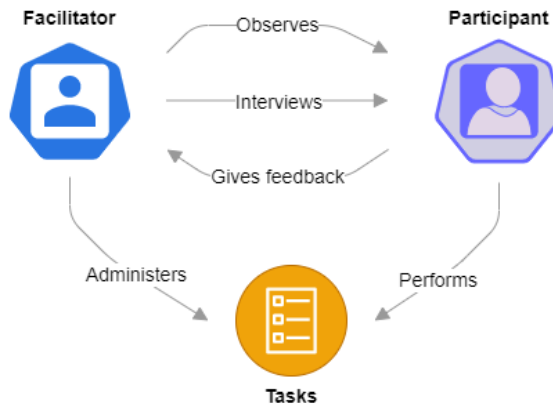 Facilitator
Participant
Observes
Interviews
Gives feedback
Administers
Performs
Tasks